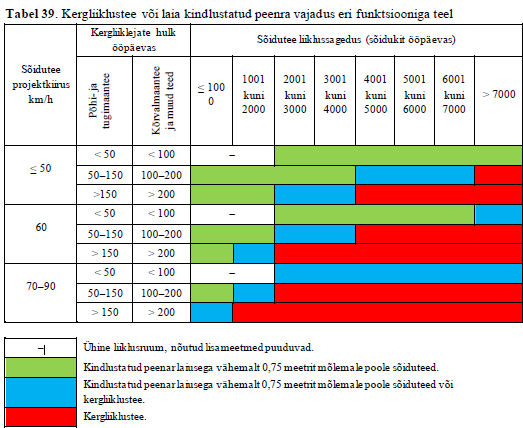 Tabel 39. Kergliiklustee või laia kindlustatud peenra vajadus eri funktsiooniga teel
Sõidutee projektkiirus km/h
Kergliiklejate hulk ööpäevas
Sõidutee liiklussagedus (sõidukit ööpäevas)
Põhi- ja tugimaantee
Kõrvalmaantee ja muud teed
≤ 100 0
1001 kuni 2000
2001 kuni 3000
3001 kuni 4000
4001 kuni 5000
5001 kuni 6000
6001 kuni 7000
> 7000
≤ 50
< 50 < 100 –
50–150 100–200
>150 > 200
60
< 50 < 100 –
50–150 100–200
> 150 > 200
70–90
< 50 < 100 –
50–150 100–200
> 150 > 200
– Ühine liiklusruum, nõutud lisameetmed puuduvad.
Kindlustatud peenar laiusega vähemalt 0,75 meetrit mõlemale poole sõiduteed.
Kindlustatud peenar laiusega vähemalt 0,75 meetrit mõlemale poole sõiduteed või
kergliiklustee.
Kergliiklustee.